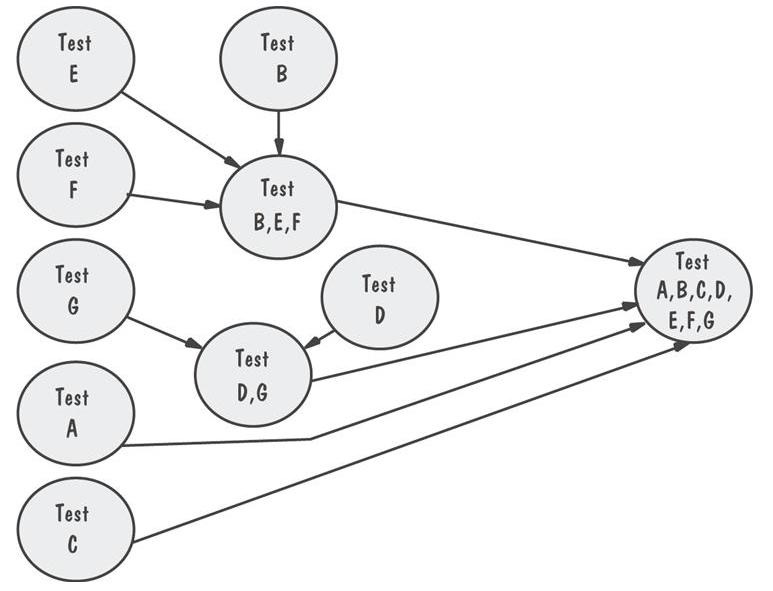 Test
E
Test
B
Test
F
Test
B,E,F
Test
G
Test
D
Test
A,B,C,D,
E,F,G
Test
D,G
Test
A
Test
C